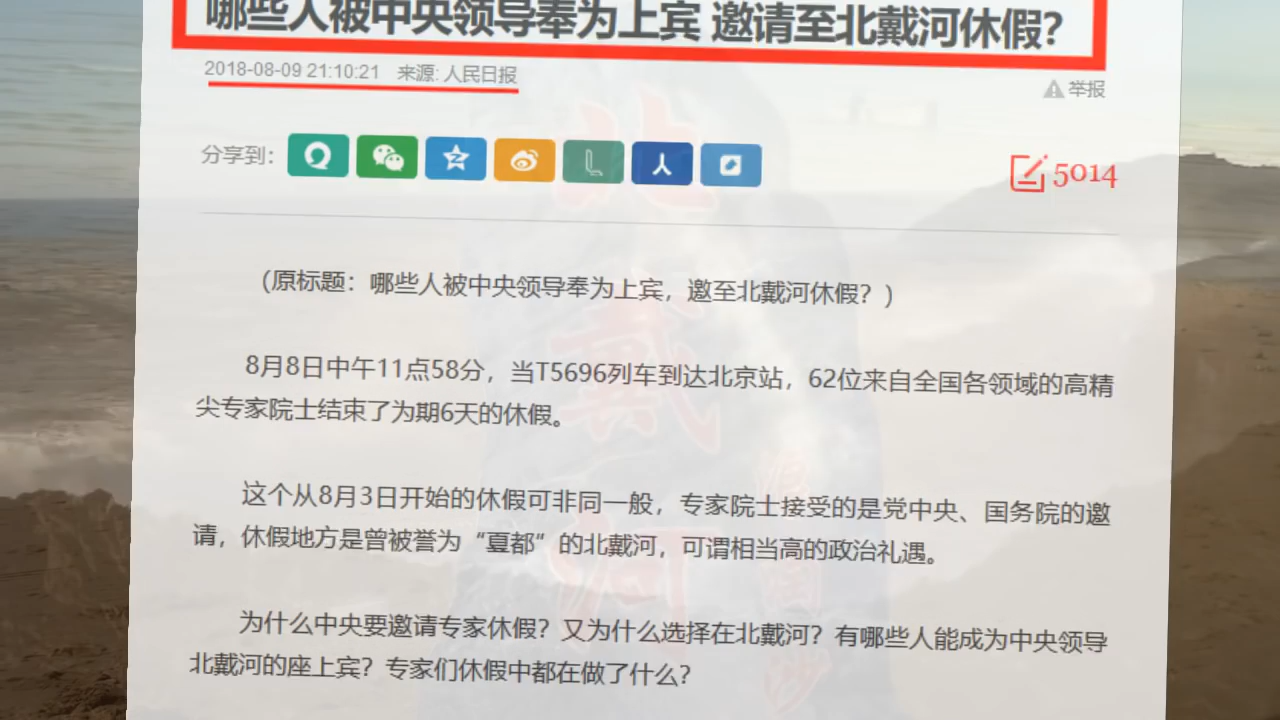 哪些人被中央领导奉为上宾 邀请至北戴河休假?
2018-08-09 21:10:21 来源: 人民日报
举报
分享到:
5014
(原标题：哪些人被中央领导奉为上宾，邀至北戴河休假？)
8月8日中午11点58分，当T5696列车到达北京站，62位来自全国各领域的高精
尖专家院士结束了为期6天的休假。
这个从8月3日开始的休假可非同一般，专家院士接受的是党中央、国务院的邀
请，休假地方是曾被誉为“夏都”的北戴河，可谓相当高的政治礼遇。
为什么中央要邀请专家休假？又为什么选择在北戴河？有哪些人能成为中央领导
北戴河的座上宾？专家们休假中都在做了什么？
北戴河